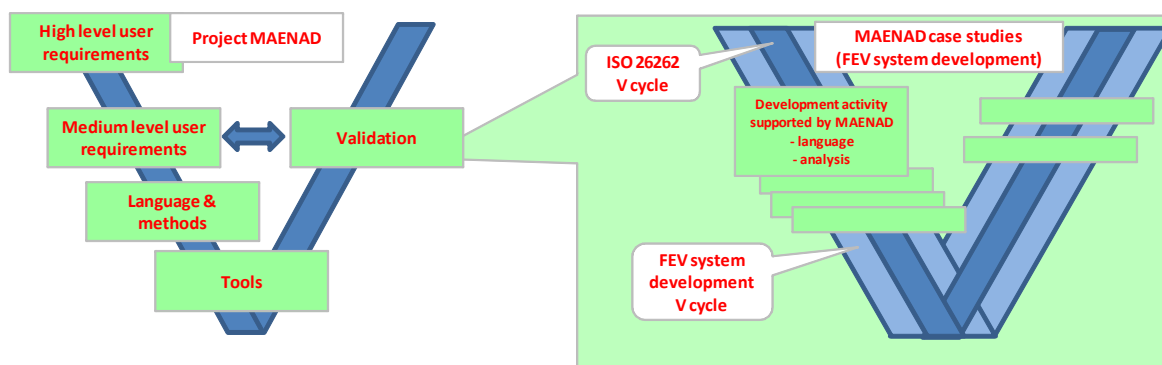 High level user
requirements
Project MAENAD
Medium level user
requirements
Validation
Language &
methods
Tools
ISO 26262
V cycle
MAENAD case studies
(FEV system development)
Development activity
supported by MAENAD
- language
- analysis
FEV system
development
V cycle